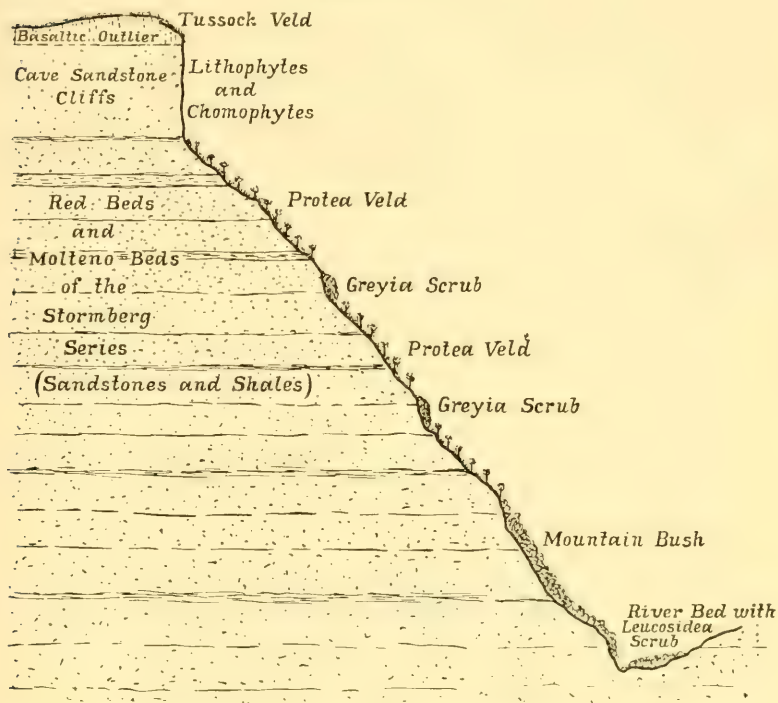 Tussock Veld
Basaltic Outlier
Cave Sandstone
Cliffs
Lithophytes
and
Chomophytes
Protea Veld
Red Beds
and
Molteno Beds
of the
Stormberg
Series
(Sandstones and Shales)
Greyia Scrub
Protea Veld
Greyia Scrub
Mountain Bush
River Bed with
Leucosidea
Scrub